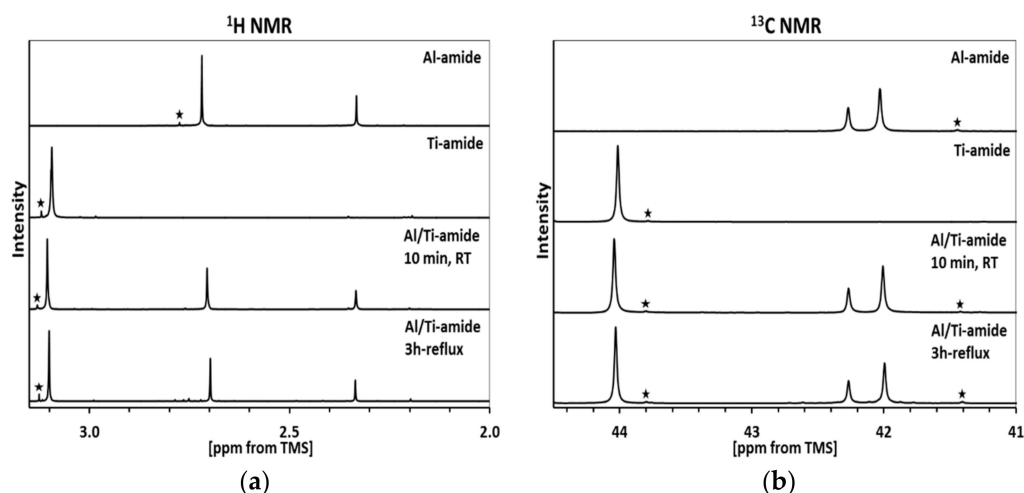 ¹H NMR
Al-amide
★
Ti-amide
★
Al/Ti-amide
10 min, RT
★
Al/Ti-amide
3h-reflux
★
Intensity
3.0 2.5 2.0
[ppm from TMS]
(a)
¹³C NMR
Al-amide
★
Ti-amide
★
Al/Ti-amide
10 min, RT
★ ★
Al/Ti-amide
3h-reflux
★ ★
Intensity
44 43 42 41
[ppm from TMS]
(b)